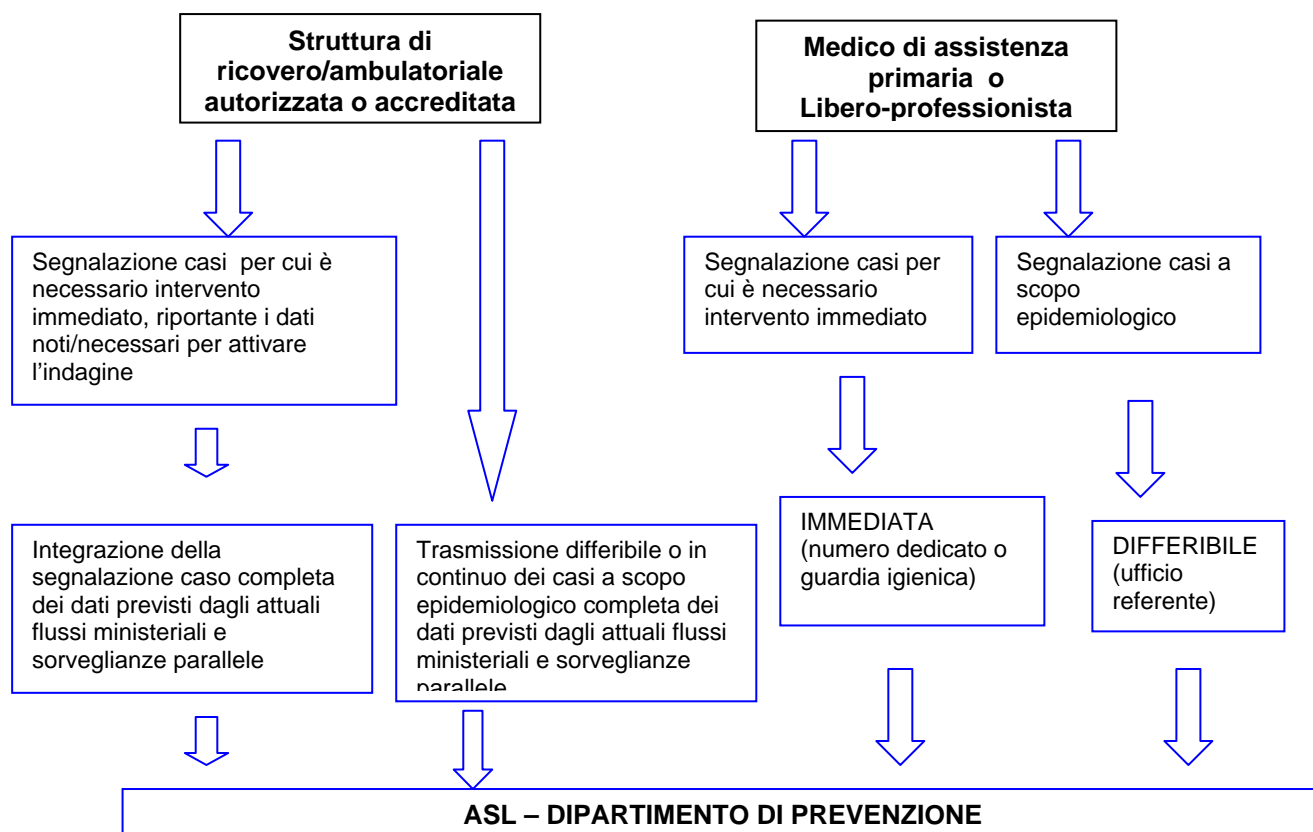 Struttura di
ricovero/ambulatoriale
autorizzata o accreditata
Medico di assistenza
primaria o
Libero-professionista
Segnalazione casi per cui è
necessario intervento
immediato, riportante i dati
noti/necessari per attivare
l'indagine
Segnalazione casi per
cui è necessario
intervento immediato
Segnalazione casi a
scopo
epidemiologico
Integrazione della
segnalazione caso completa
dei dati previsti dagli attuali
flussi ministeriali e
sorveglianze parallele
Trasmissione differibile o in
continuo dei casi a scopo
epidemiologico completa dei
dati previsti dagli attuali flussi
ministeriali e sorveglianze
parallele
IMMEDIATA
(numero dedicato o
guardia igienica)
DIFFERIBILE
(ufficio
referente)
ASL – DIPARTIMENTO DI PREVENZIONE